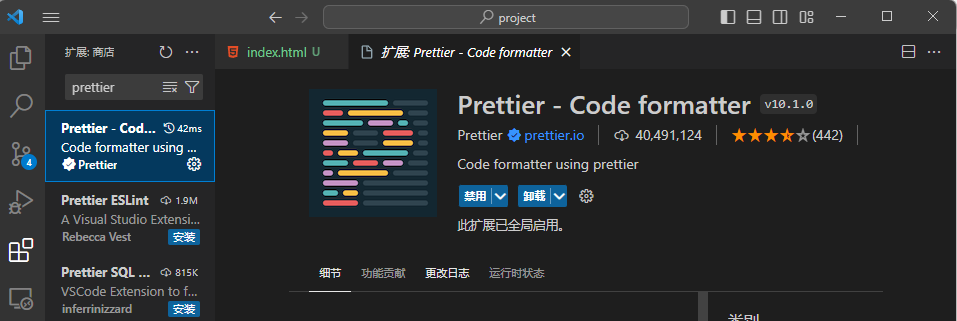 project
扩展: 商店
prettier
Prettier - Cod... 42ms
Code formatter using ...
Prettier
Prettier ESLint 1.9M
A Visual Studio Extensi...
Rebecca Vest 安装
Prettier SQL ... 815K
VSCode Extension to f...
inferrinizzard 安装
4
index.html U
扩展: Prettier - Code formatter
Prettier - Code formatter v10.1.0
Prettier prettier.io 40,491,124 (442)
Code formatter using prettier
禁用 卸载
此扩展已全局启用。
细节 功能贡献 更改日志 运行时状态
类别